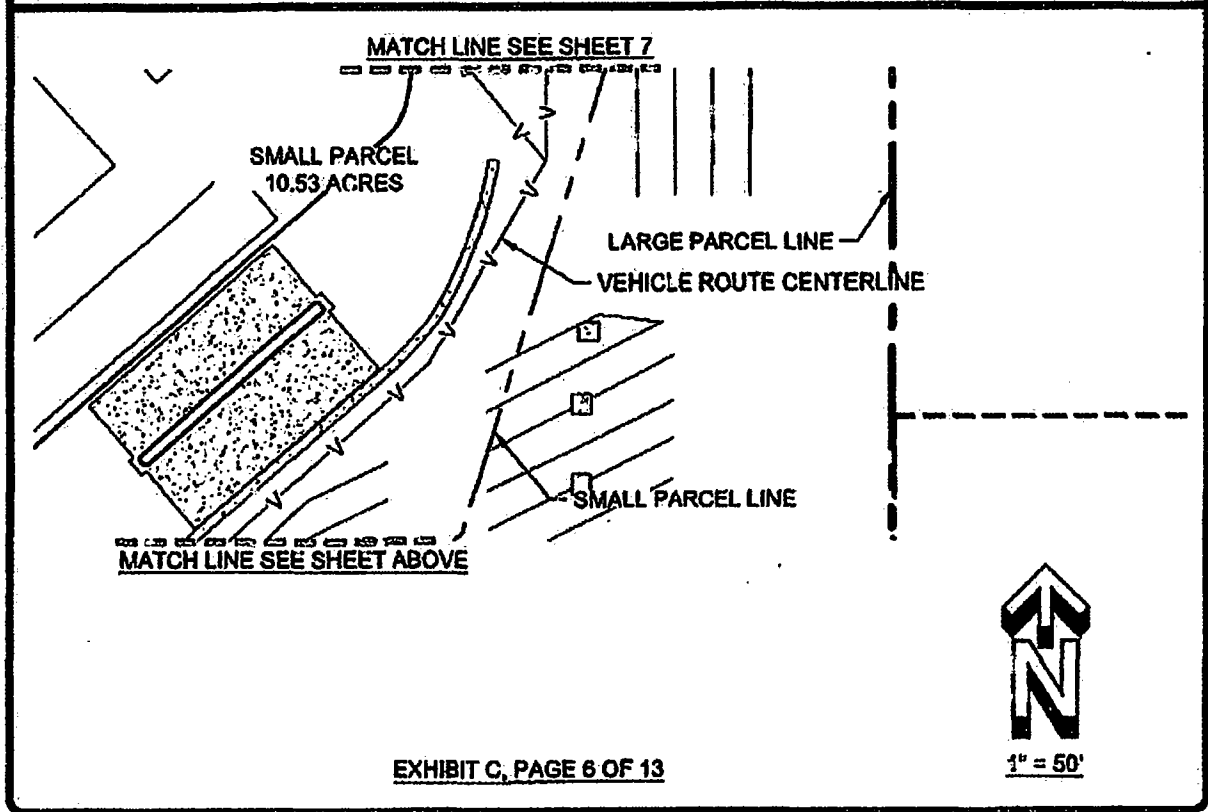 MATCH LINE SEE SHEET 7
SMALL PARCEL
10.53 ACRES
LARGE PARCEL LINE
VEHICLE ROUTE CENTERLINE
SMALL PARCEL LINE
MATCH LINE SEE SHEET ABOVE
V
V
V
V
V
V
V
V
N
1" = 50'
EXHIBIT C, PAGE 6 OF 13